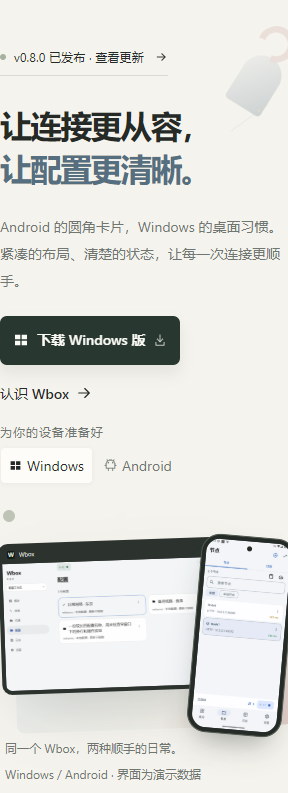 v0.8.0 已发布 · 查看更新 →
让连接更从容，
让配置更清晰。
Android 的圆角卡片，Windows 的桌面习惯。
紧凑的布局、清楚的状态，让每一次连接更顺
手。
下载 Windows 版
认识 Wbox →
为你的设备准备好
Windows
Android
W Wbox
Wbox
配置
节点
同一个 Wbox，两种顺手的日常。
Windows / Android · 界面为演示数据